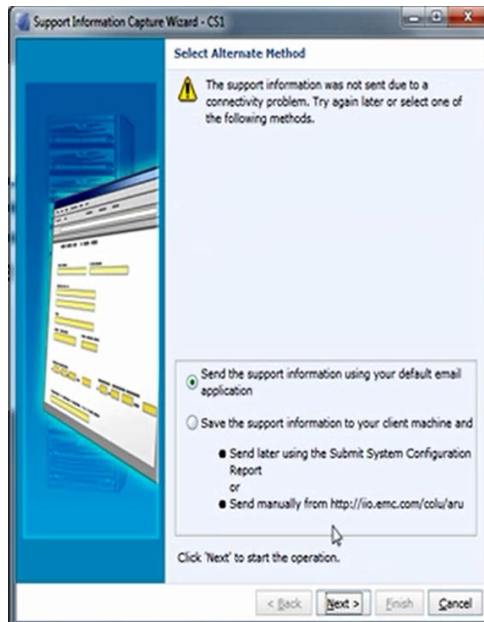 Support Information Capture Wizard - CS1
Select Alternate Method
The support information was not sent due to a
connectivity problem. Try again later or select one of
the following methods.
Send the support information using your default email
application
Save the support information to your client machine and
Send later using the Submit System Configuration
Report
or
Send manually from http://iio.emc.com/colu/aru
Click 'Next' to start the operation.
< Back Next > Finish Cancel